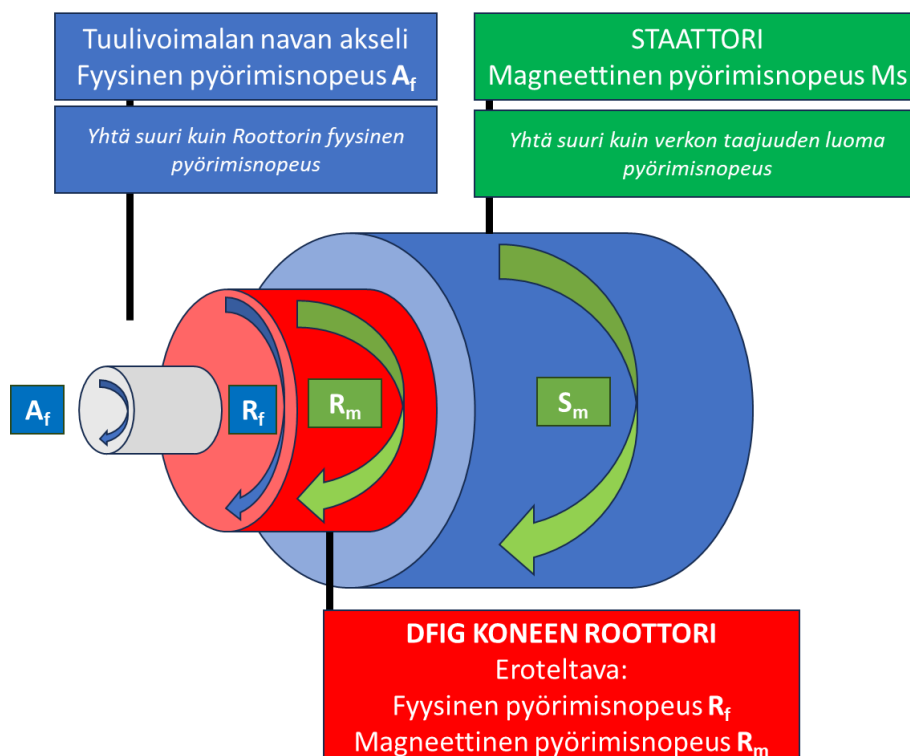 Tuulivoimalan navan akseli
Fyysinen pyörimisnopeus Af
Yhtä suuri kuin Roottorin fyysinen
pyörimisnopeus
STAATTORI
Magneettinen pyörimisnopeus Ms
Yhtä suuri kuin verkon taajuuden luoma
pyörimisnopeus
Af
Rf
Rm
Sm
DFIG KONEEN ROOTTORI
Eroteltava:
Fyysinen pyörimisnopeus Rf
Magneettinen pyörimisnopeus Rm